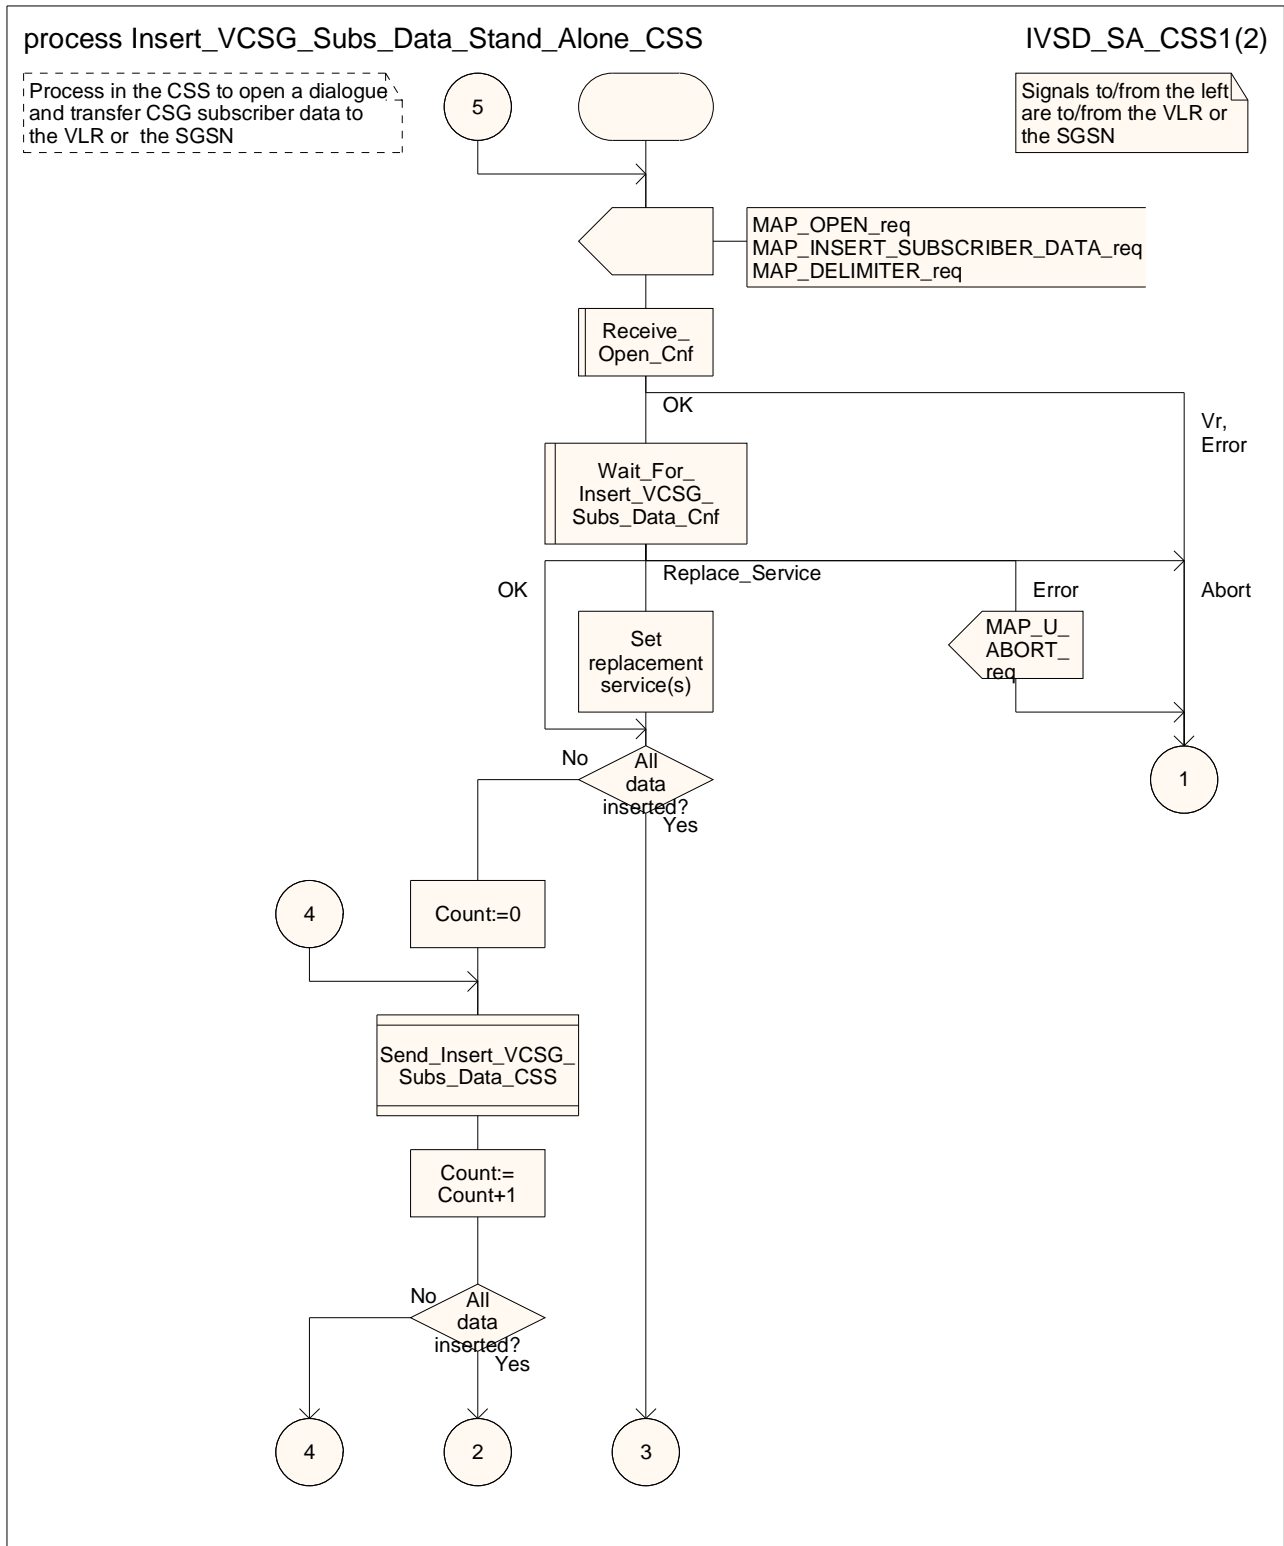 process Insert_VCSG_Subs_Data_Stand_Alone_CSS
IVSD_SA_CSS1(2)
Process in the CSS to open a dialogue
and transfer CSG subscriber data to
the VLR or  the SGSN
5
Signals to/from the left
are to/from the VLR or
the SGSN
MAP_OPEN_req
MAP_INSERT_SUBSCRIBER_DATA_req
MAP_DELIMITER_req
Receive_
Open_Cnf
OK
Vr,
Error
Wait_For_
Insert_VCSG_
Subs_Data_Cnf
OK
Replace_Service
Error
Abort
Set
replacement
service(s)
MAP_U_
ABORT_
req
No
All
data
inserted?
Yes
1
4
Count:=0
Send_Insert_VCSG_
Subs_Data_CSS
Count:=
Count+1
No
All
data
inserted?
Yes
4
2
3